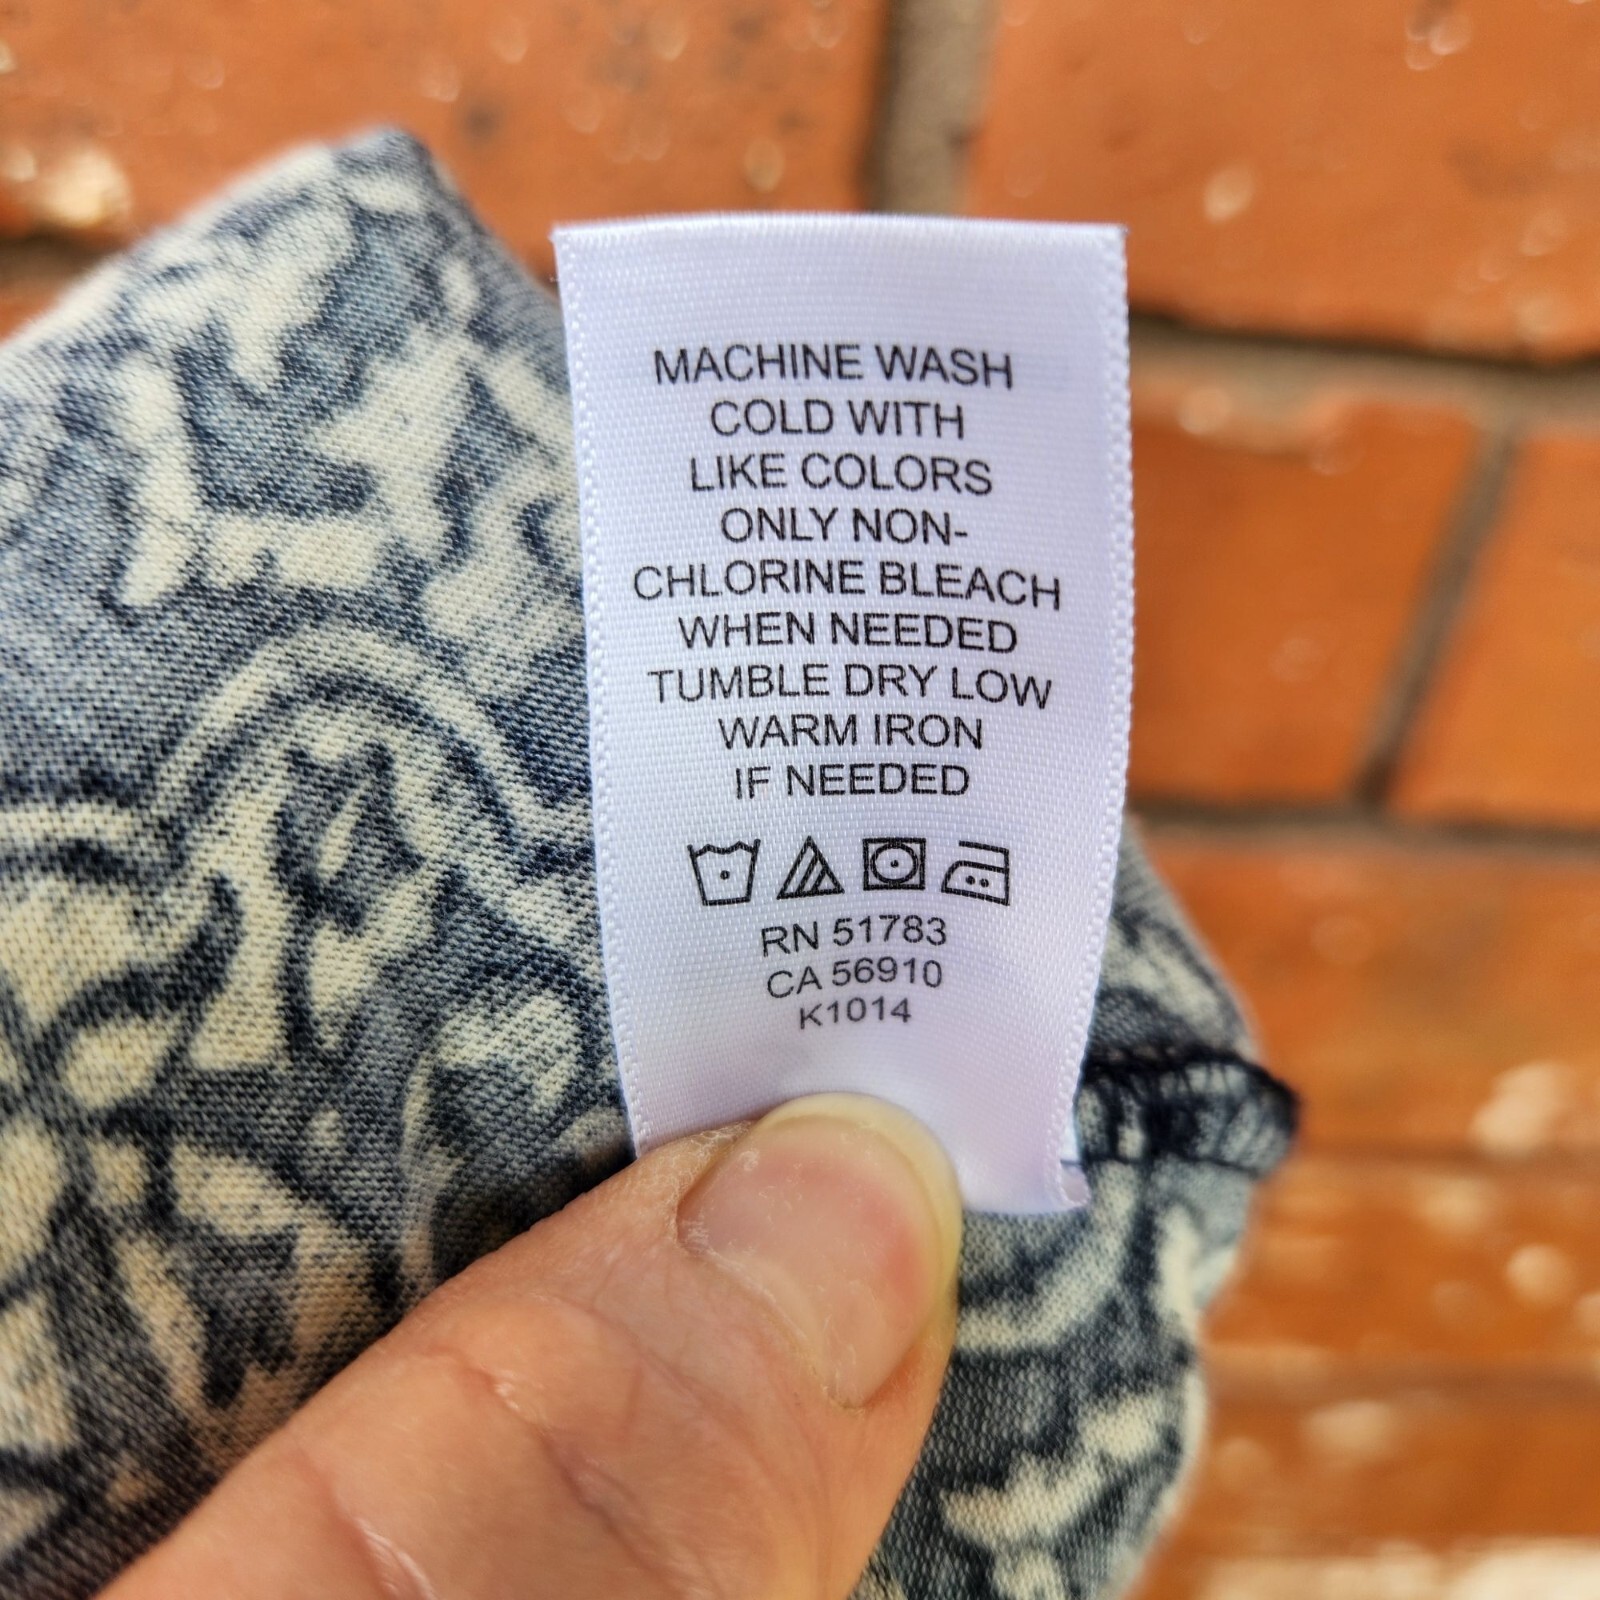 MACHINE WASH
COLD WITH
LIKE COLORS
ONLY NON-
CHLORINE BLEACH
WHEN NEEDED
TUMBLE DRY LOW
WARM IRON
IF NEEDED
RN 51783
CA 56910
K1014